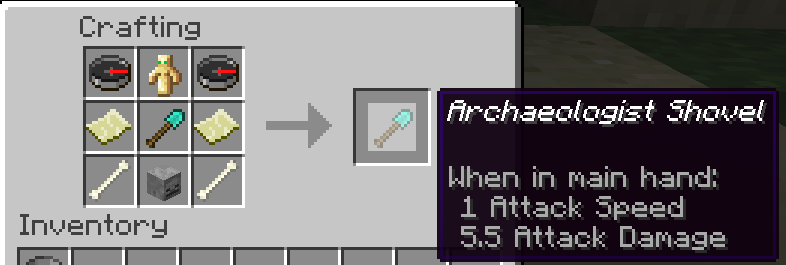 Crafting
Archaeologist Shovel
When in main hand:
1 Attack Speed
5.5 Attack Damage
Inventory